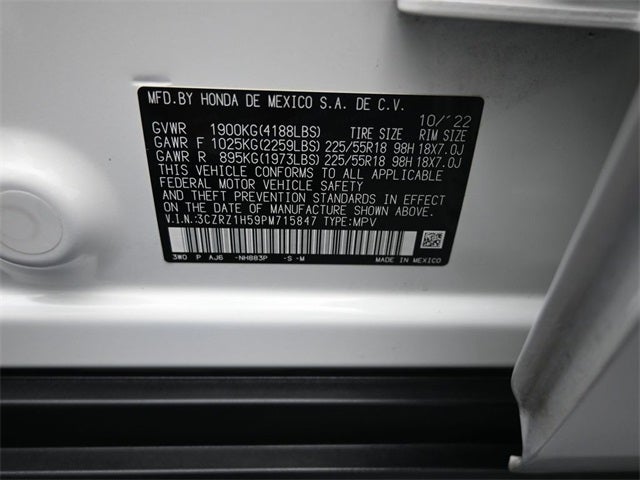 MFD.BY HONDA DE MEXICO S.A. DE C.V.
10/'22
GVWR 1900KG(4188LBS) TIRE SIZE RIM SIZE
GAWR F 1025KG(2259LBS) 225/55R18 98H 18X7.0J
GAWR R 895KG(1973LBS) 225/55R18 98H 18X7.0J
THIS VEHICLE CONFORMS TO ALL APPLICABLE
FEDERAL MOTOR VEHICLE SAFETY
AND THEFT PREVENTION STANDARDS IN EFFECT
ON THE DATE OF MANUFACTURE SHOWN ABOVE.
V.I.N.:3CZRZ1H59PM715847 TYPE:MPV
3W0 P AJ6 -NH883P -S -M MADE IN MEXICO